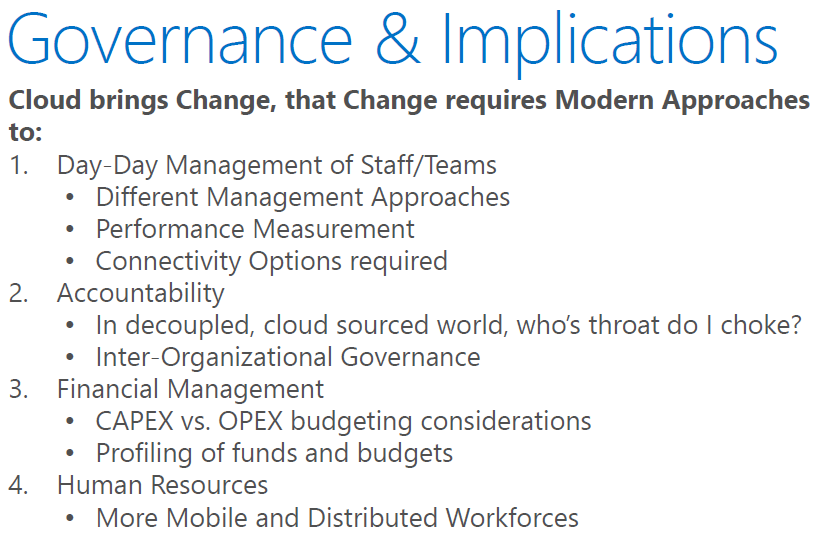 Governance & Implications
Cloud brings Change, that Change requires Modern Approaches
to:
1. Day-Day Management of Staff/Teams
• Different Management Approaches
• Performance Measurement
• Connectivity Options required
2. Accountability
• In decoupled, cloud sourced world, who’s throat do I choke?
• Inter-Organizational Governance
3. Financial Management
• CAPEX vs. OPEX budgeting considerations
• Profiling of funds and budgets
4. Human Resources
• More Mobile and Distributed Workforces